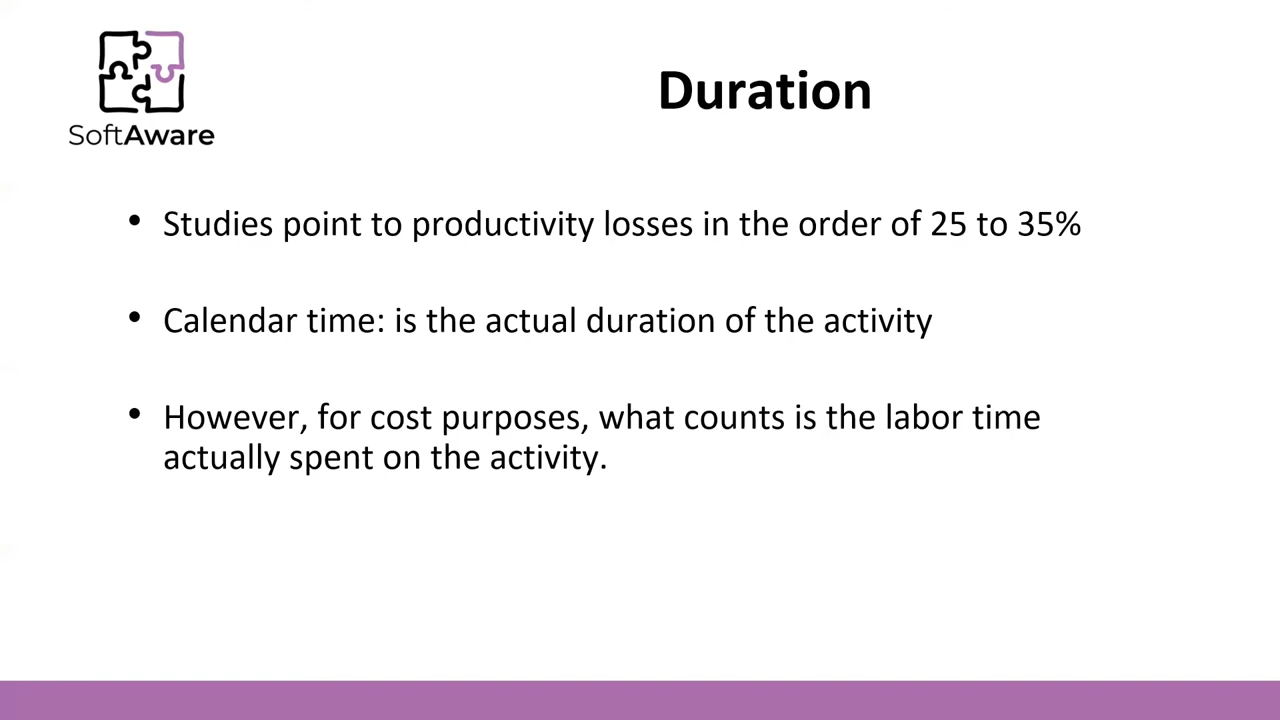 SoftAware
Duration
• Studies point to productivity losses in the order of 25 to 35%
• Calendar time: is the actual duration of the activity
• However, for cost purposes, what counts is the labor time
actually spent on the activity.